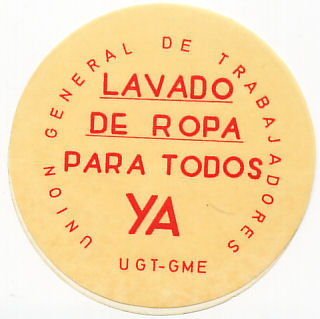 UNION GENERAL DE TRABAJADORES
LAVADO
DE ROPA
PARA TODOS
YA
UGT-GME